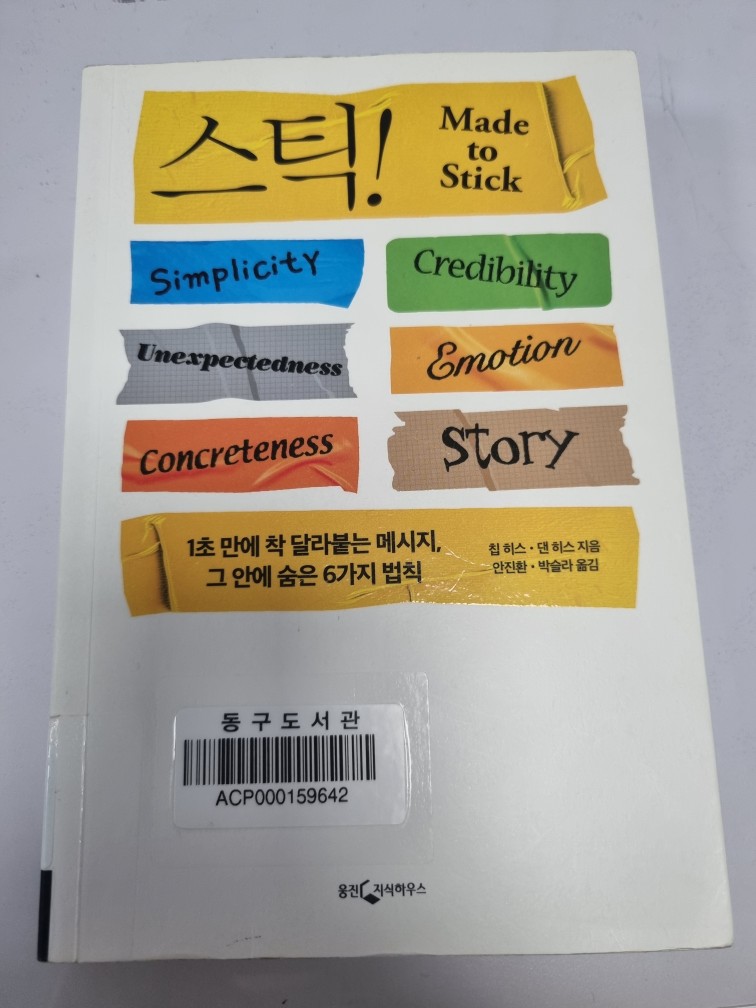 스틱!
Made
to
Stick
Simplicity
Credibility
Unexpectedness
Emotion
Concreteness
Story
1초 만에 착 달라붙는 메시지,
그 안에 숨은 6가지 법칙
칩 히스 · 댄 히스 지음
안진환 · 박슬라 옮김
동구도서관
ACP000159642
웅진 지식하우스